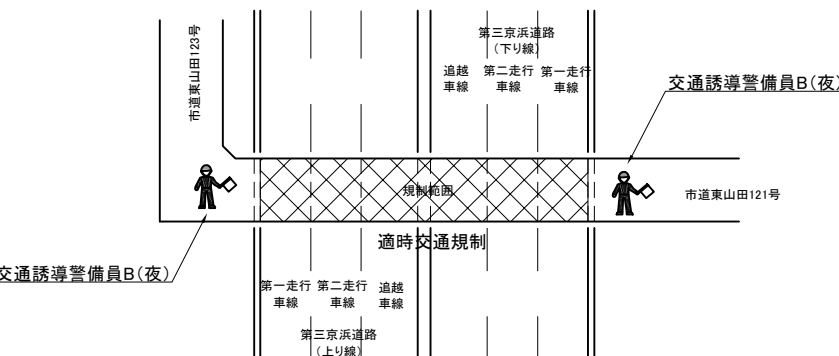 市道東山田123号
第三京浜道路
（下り線）
追越
車線
第二走行
車線
第一走行
車線
交通誘導警備員B（夜）
規制範囲
市道東山田121号
適時交通規制
交通誘導警備員B（夜）
第一走行
車線
第二走行
車線
追越
車線
第三京浜道路
（上り線）